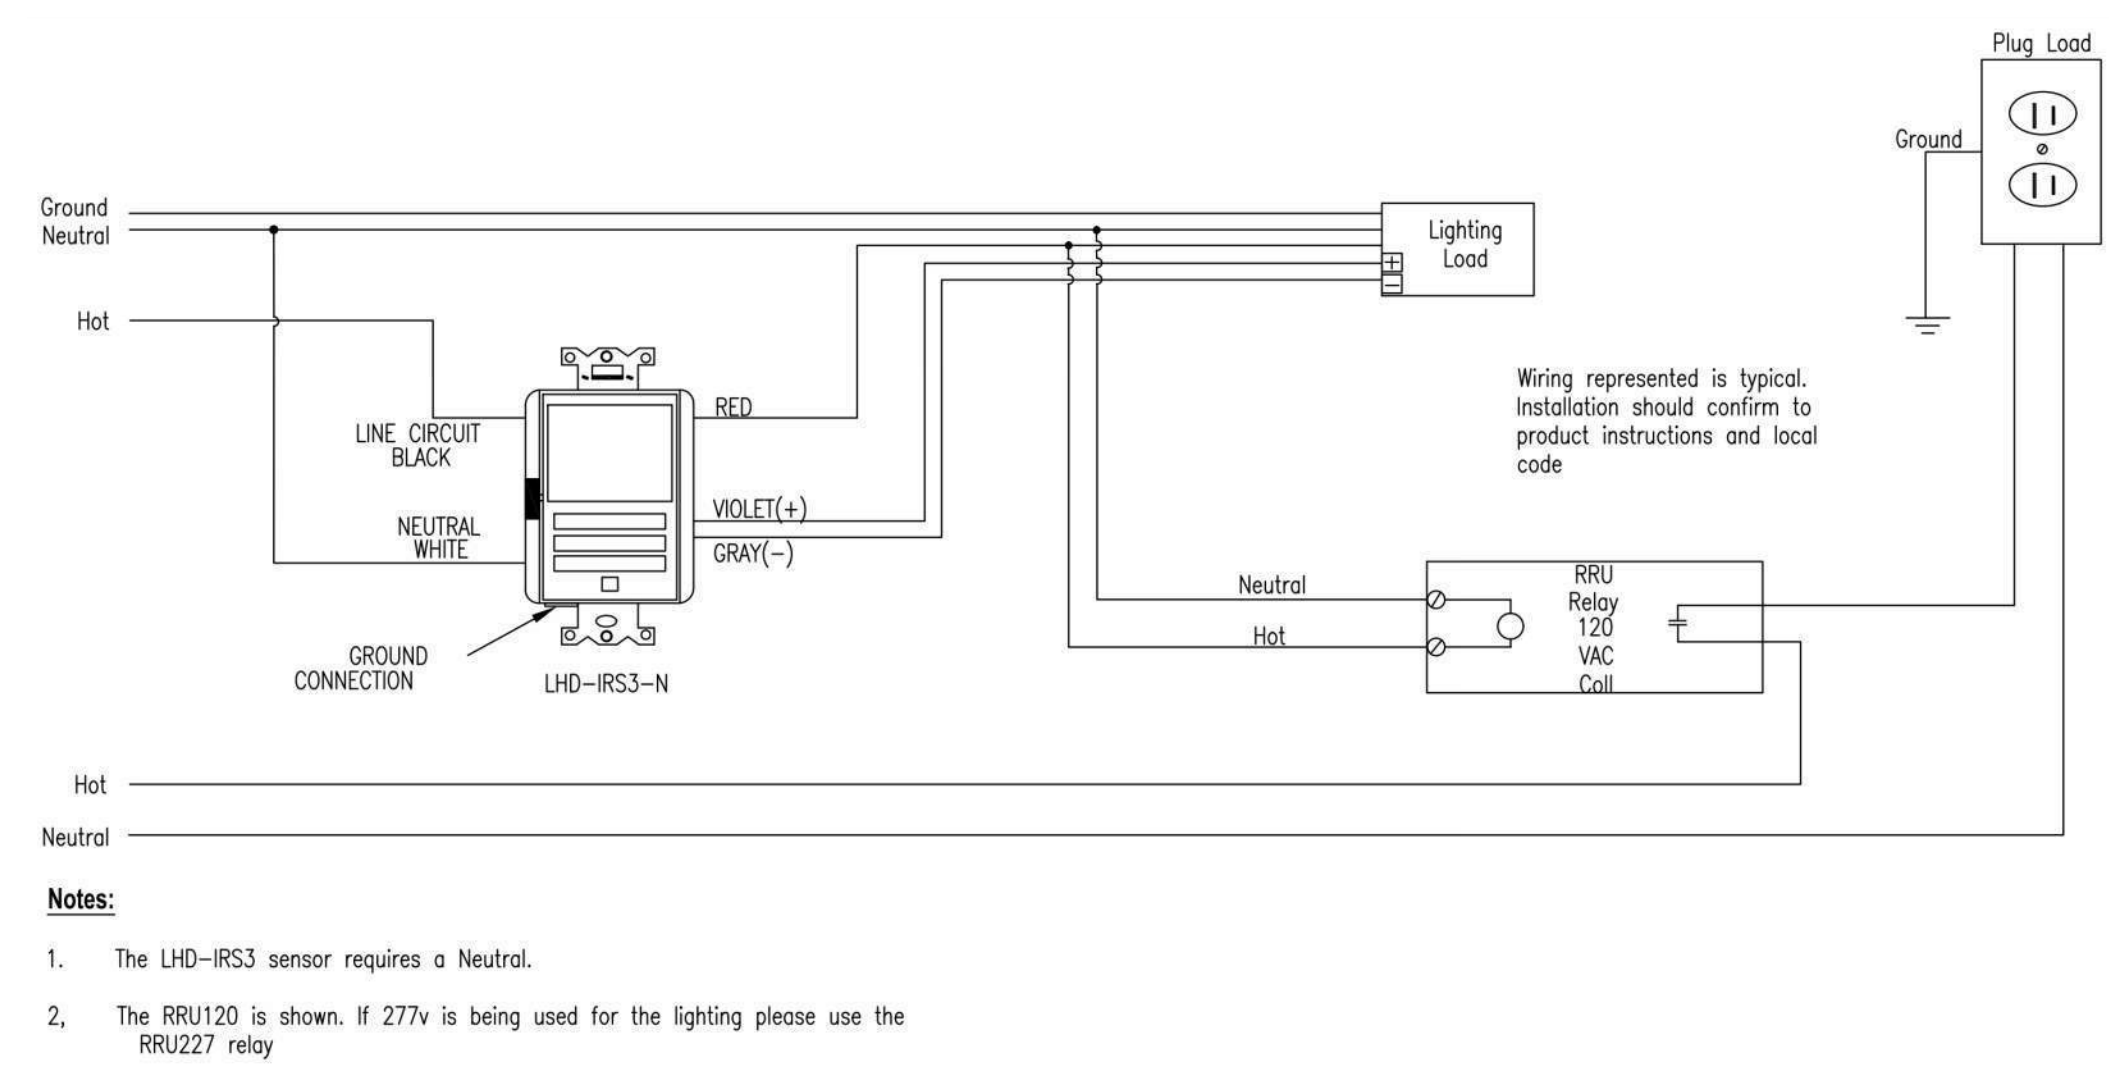 Plug Load
Ground
Ground
Neutral
Lighting
Load
+
−
Hot
Wiring represented is typical.
Installation should confirm to
product instructions and local
code
RED
LINE CIRCUIT
BLACK
VIOLET(+)
NEUTRAL
WHITE
GRAY(−)
GROUND
CONNECTION
LHD−IRS3−N
Neutral
Hot
RRU
Relay
120
VAC
Coll
Hot
Neutral
Notes:
1. The LHD−IRS3 sensor requires a Neutral.
2, The RRU120 is shown. If 277v is being used for the lighting please use the
RRU227 relay